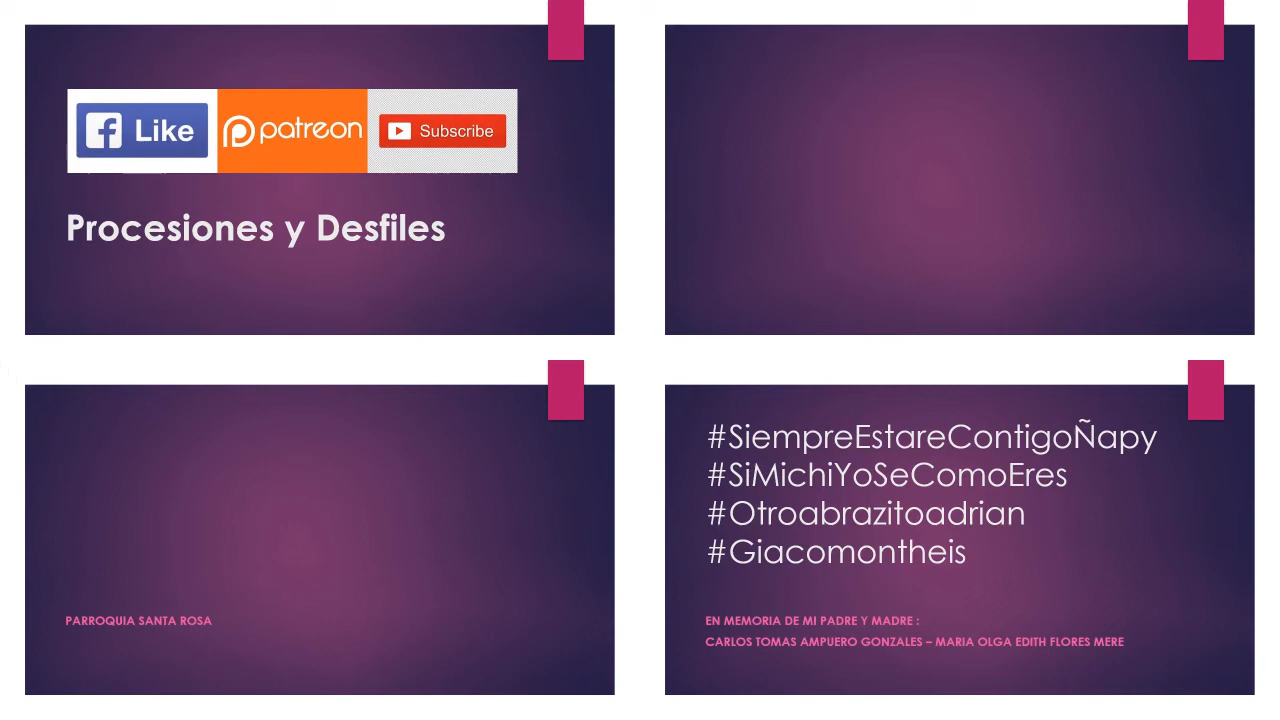 Like
patreon
Subscribe
Procesiones y Desfiles
PARROQUIA SANTA ROSA
#SiempreEstareContigoÑapy
#SiMichiYoSeComoEres
#Otroabrazitoadrian
#Giacomontheis
EN MEMORIA DE MI PADRE Y MADRE :
CARLOS TOMAS AMPUERO GONZALES – MARIA OLGA EDITH FLORES MERE